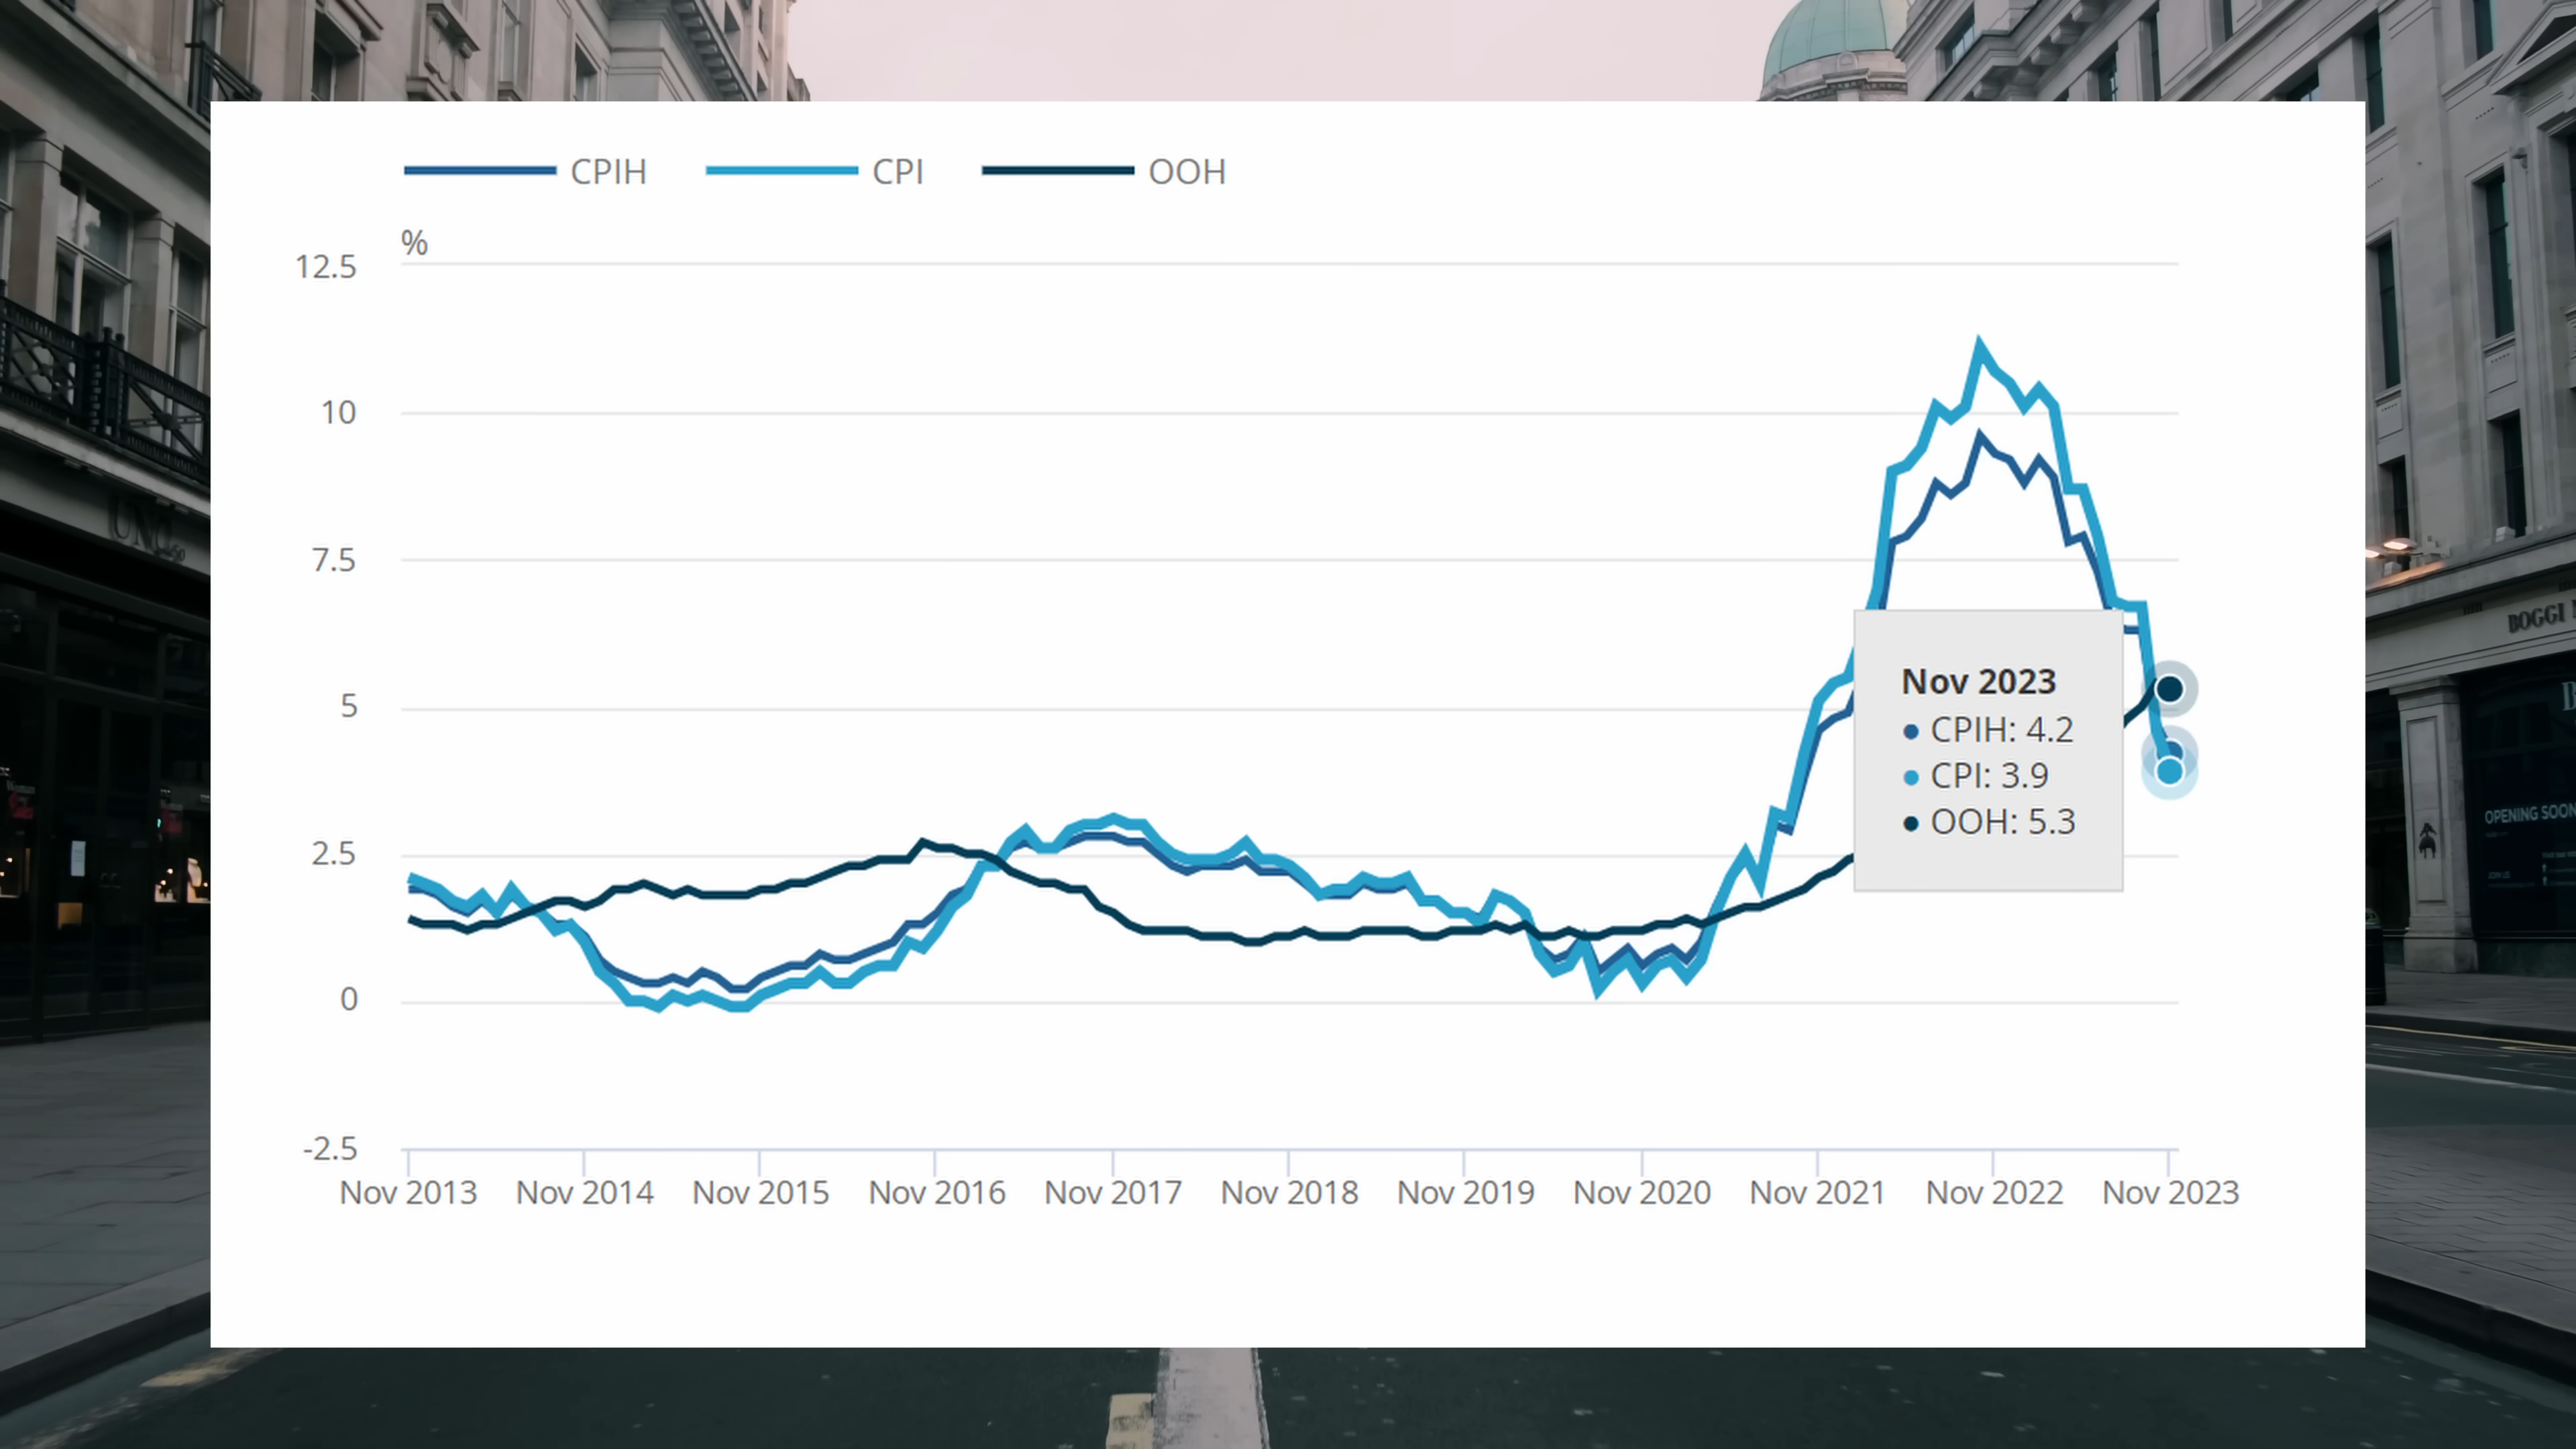 CPIH CPI OOH
%
12.5
10
7.5
5
2.5
0
-2.5
Nov 2023
CPIH: 4.2
CPI: 3.9
OOH: 5.3
Nov 2013 Nov 2014 Nov 2015 Nov 2016 Nov 2017 Nov 2018 Nov 2019 Nov 2020 Nov 2021 Nov 2022 Nov 2023
BOGGI
OPENING SOON